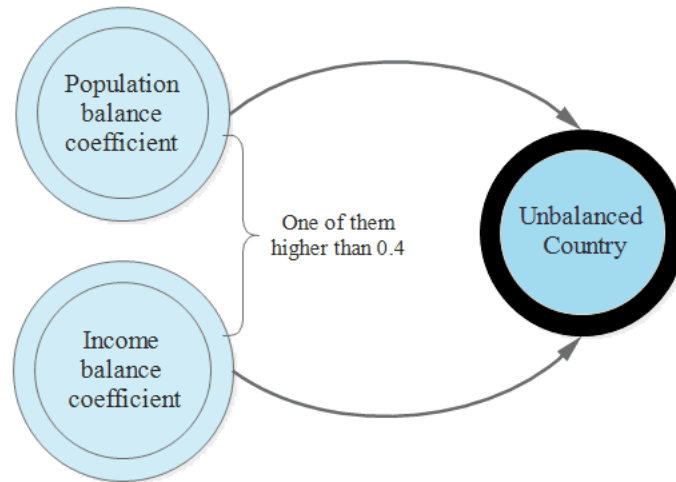 Population
balance
coefficient
One of them
higher than 0.4
Unbalanced
Country
Income
balance
coefficient